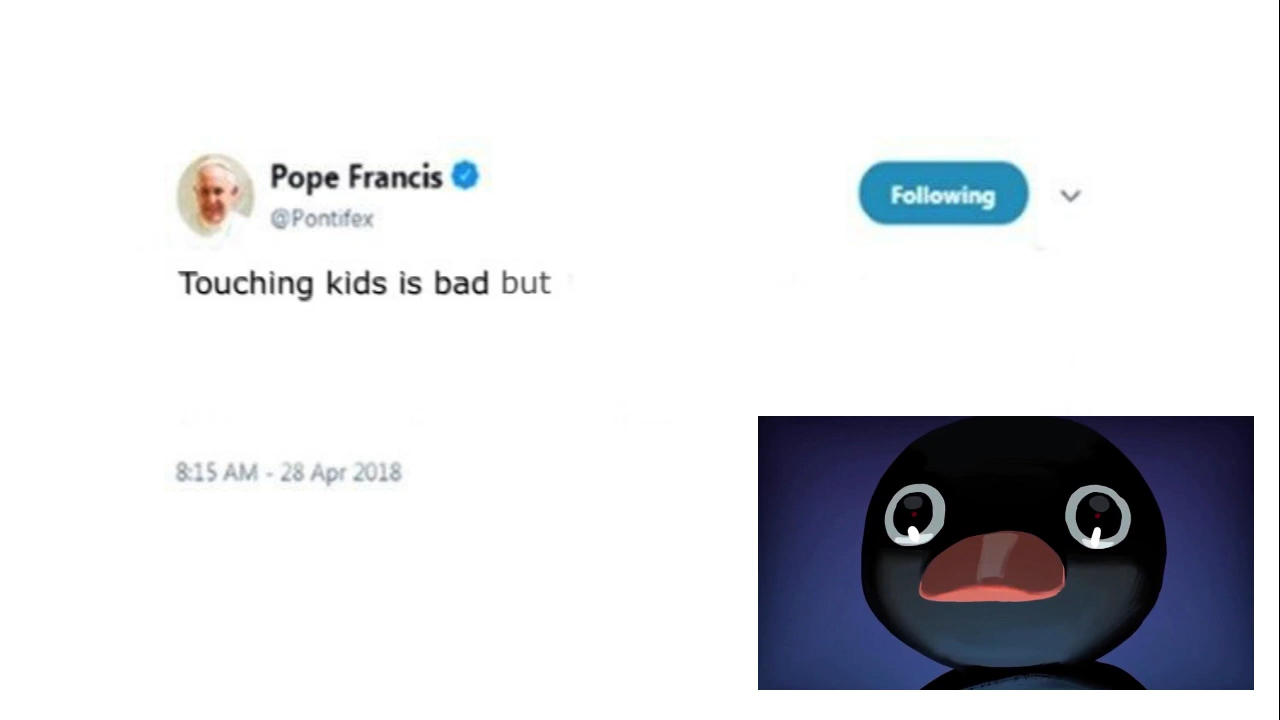 Pope Francis
@Pontifex
Following
Touching kids is bad but
8:15 AM - 28 Apr 2018